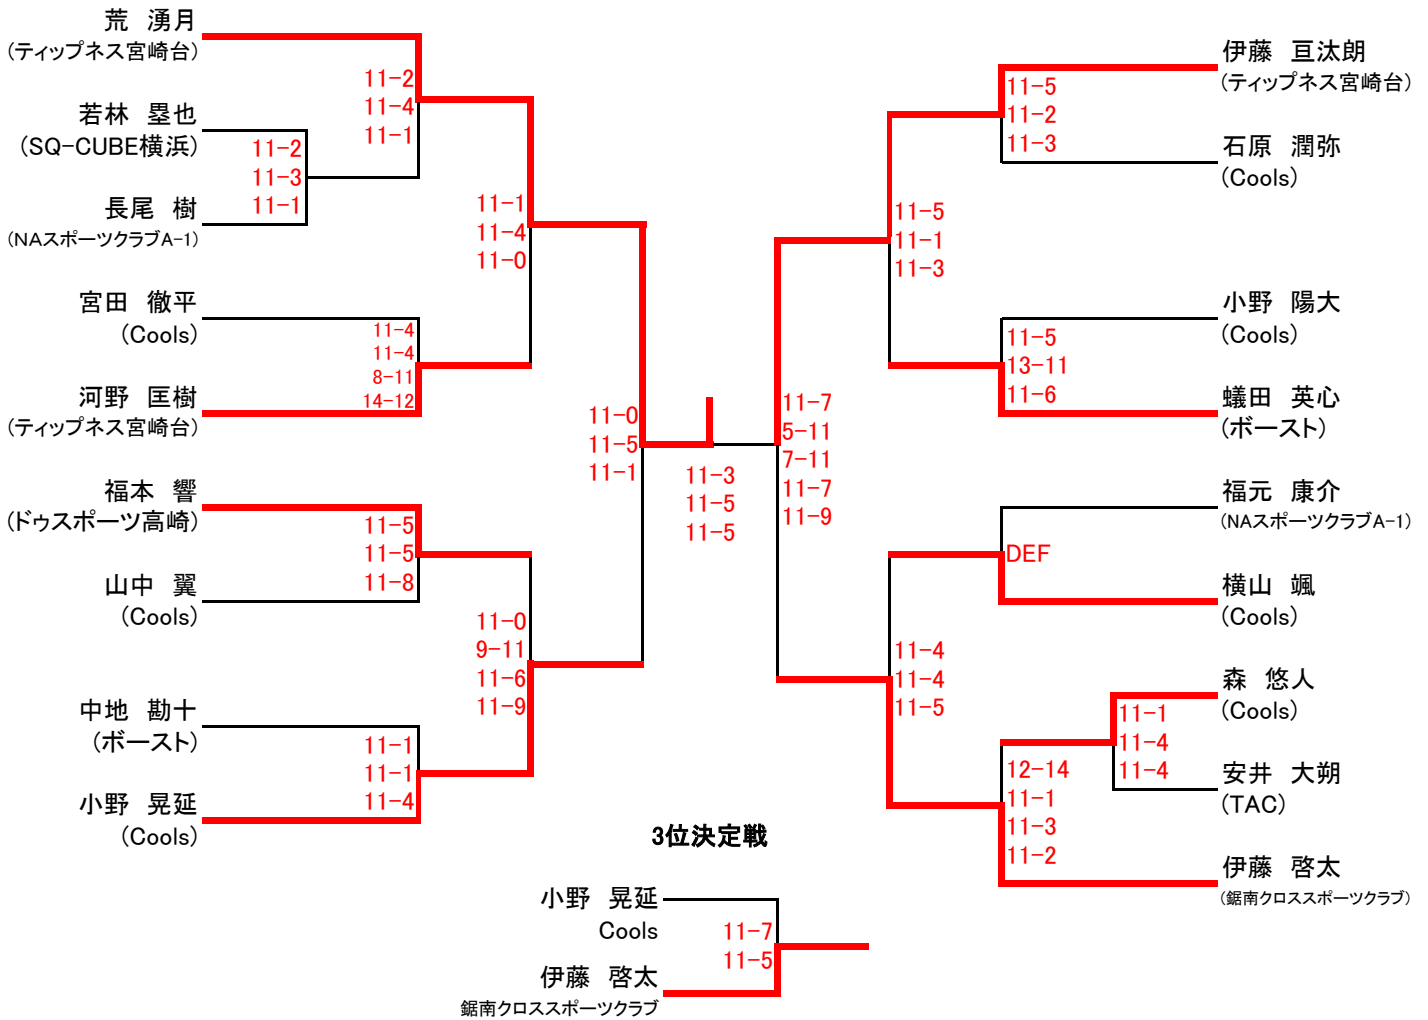 荒 湧月
(ティップネス宮崎台)
11-2
11-4
11-1
若林 塁也
(SQ-CUBE横浜)
11-2
11-3
11-1
長尾 樹
(NAスポーツクラブA-1)
11-1
11-4
11-0
宮田 徹平
(Cools)
11-4
11-4
8-11
14-12
河野 匡樹
(ティップネス宮崎台)
11-0
11-5
11-1
福本 響
(ドゥスポーツ高崎)
11-5
11-5
11-8
山中 翼
(Cools)
11-0
9-11
11-6
11-9
中地 勘十
(ボースト)
11-1
11-1
11-4
小野 晃延
(Cools)
11-3
11-5
11-5
伊藤 亘汰朗
(ティップネス宮崎台)
11-5
11-2
11-3
石原 潤弥
(Cools)
11-5
11-1
11-3
小野 陽大
(Cools)
11-5
13-11
11-6
蟻田 英心
(ボースト)
11-7
5-11
7-11
11-7
11-9
福元 康介
(NAスポーツクラブA-1)
DEF
横山 颯
(Cools)
11-4
11-4
11-5
森 悠人
(Cools)
11-1
11-4
11-4
安井 大朔
(TAC)
12-14
11-1
11-3
11-2
伊藤 啓太
(鋸南クロススポーツクラブ)
3位決定戦
小野 晃延
Cools
11-7
11-5
伊藤 啓太
鋸南クロススポーツクラブ